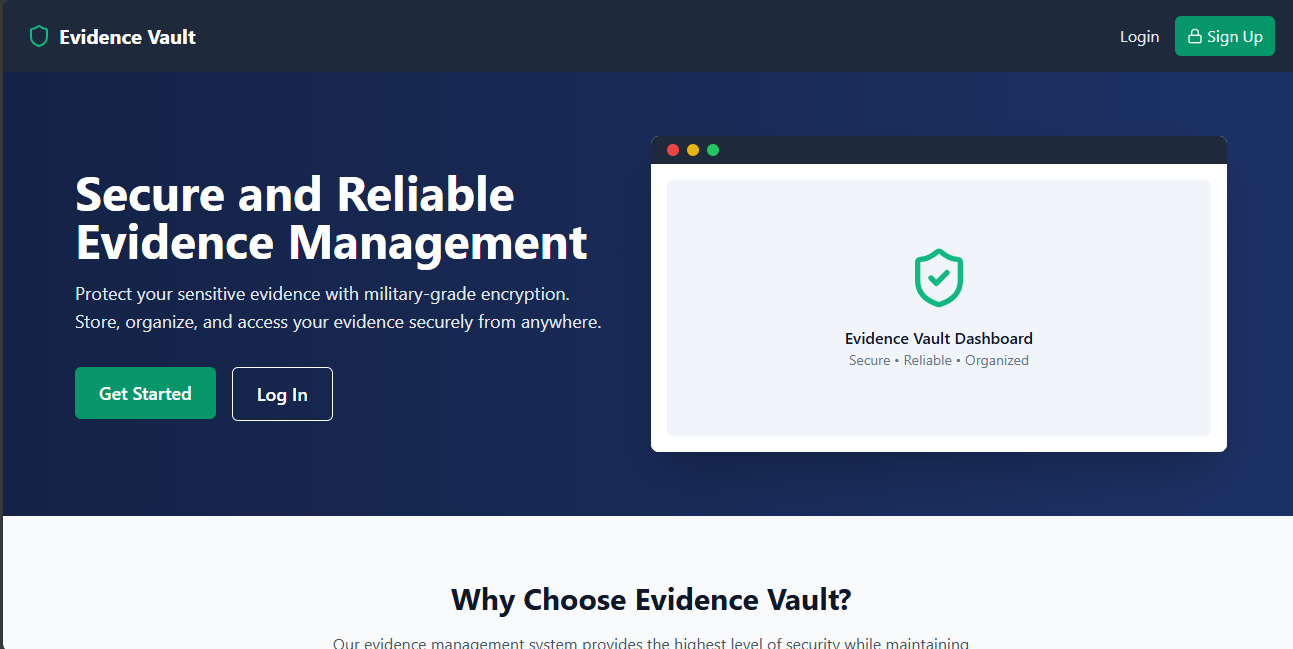 Evidence Vault
Login
Sign Up
Secure and Reliable
Evidence Management
Protect your sensitive evidence with military-grade encryption.
Store, organize, and access your evidence securely from anywhere.
Get Started
Log In
Evidence Vault Dashboard
Secure • Reliable • Organized
Why Choose Evidence Vault?
Our evidence management system provides the highest level of security while maintaining